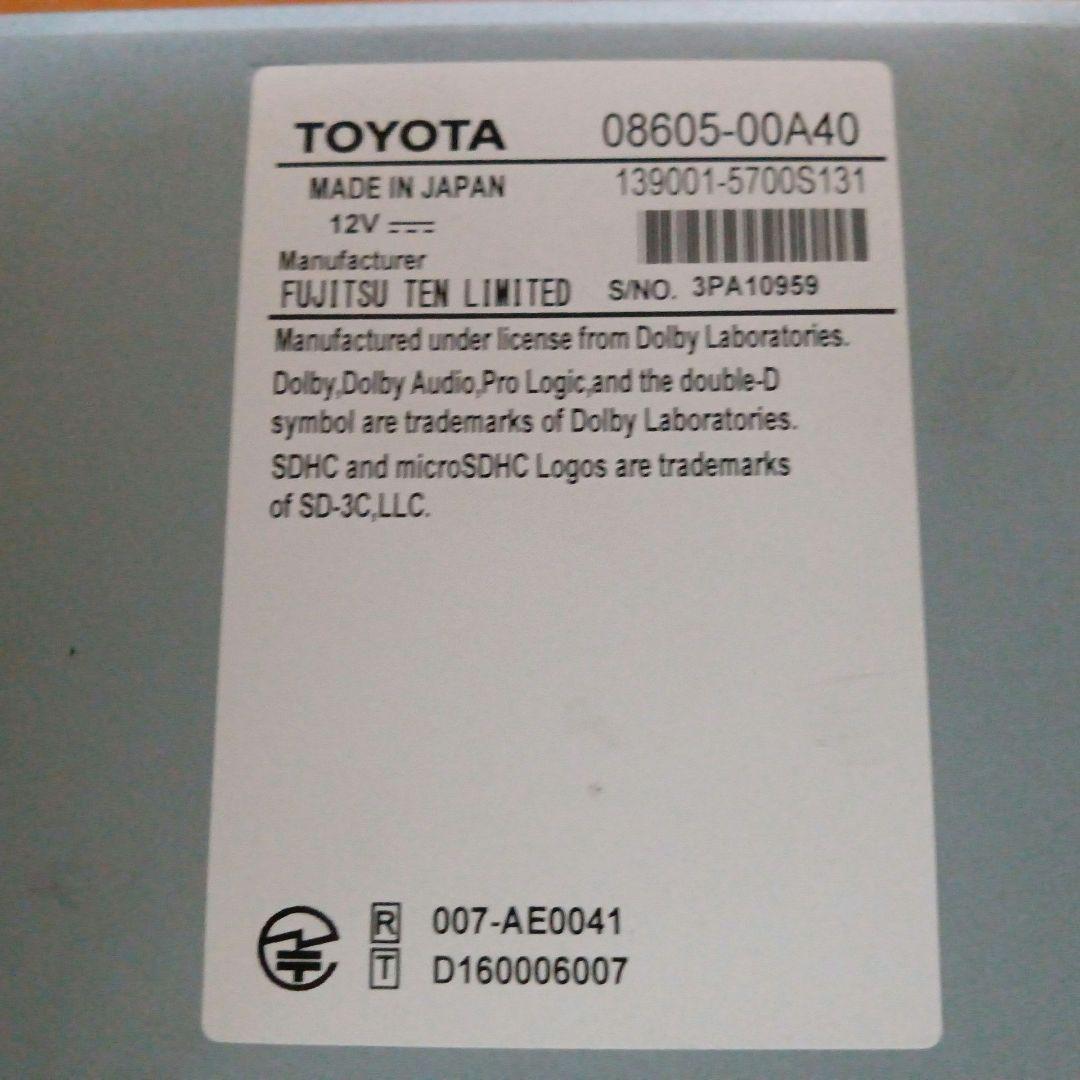 TOYOTA 08605-00A40
MADE IN JAPAN 139001-5700S131
12V
Manufacturer
FUJITSU TEN LIMITED S/NO. 3PA10959
Manufactured under license from Dolby Laboratories.
Dolby,Dolby Audio,Pro Logic,and the double-D
symbol are trademarks of Dolby Laboratories.
SDHC and microSDHC Logos are trademarks
of SD-3C,LLC.
R 007-AE0041
T D160006007